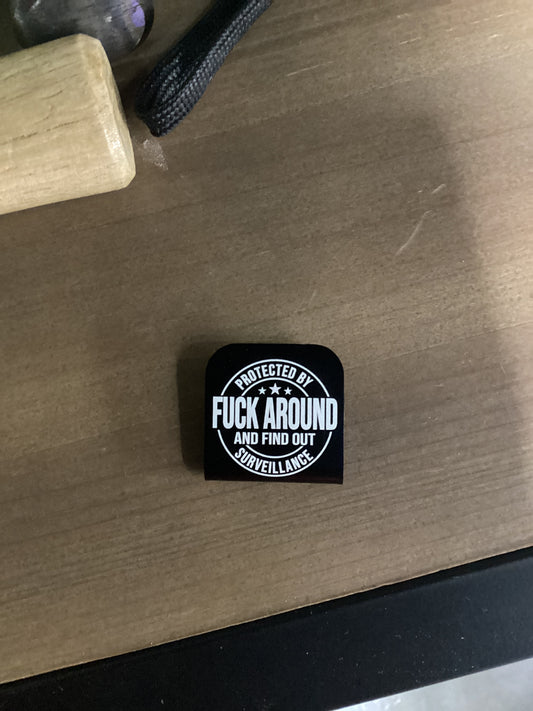 PROTECTED BY
FUCK AROUND
AND FIND OUT
SURVEILLANCE